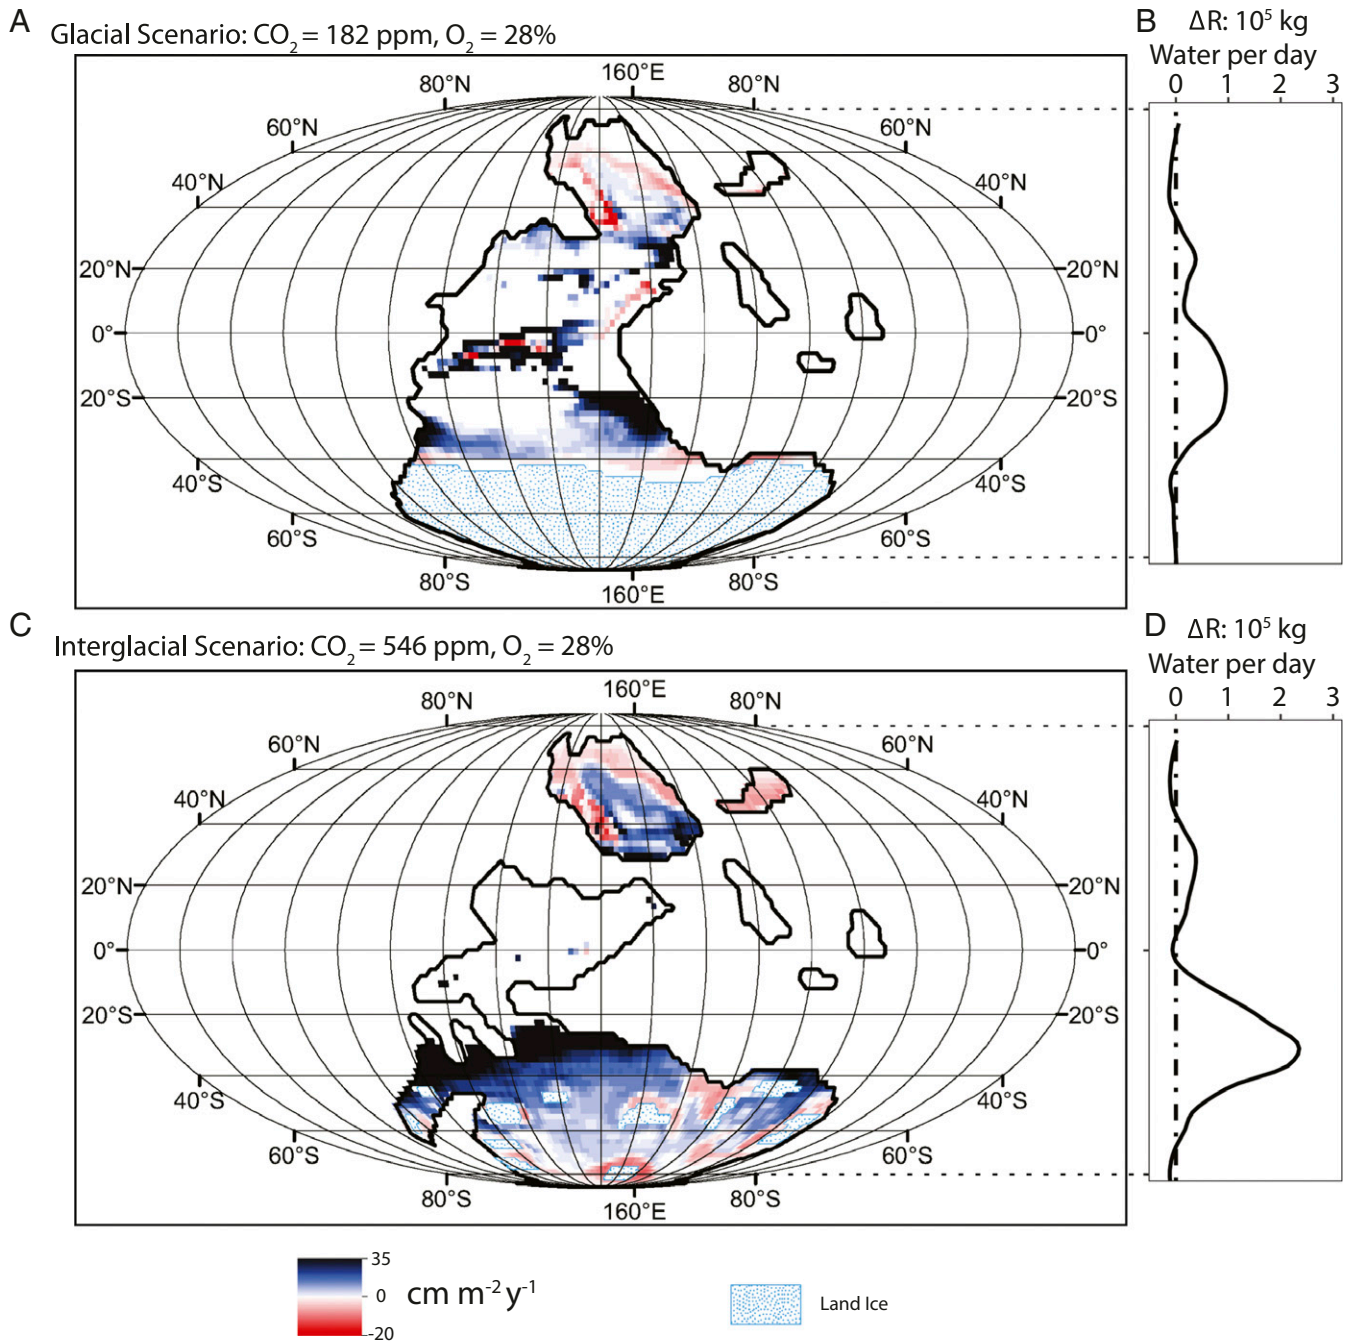 A
Glacial Scenario: CO₂ = 182 ppm, O₂ = 28%
B
ΔR: 10⁵ kg
Water per day
0 1 2 3
160°E
80°N 80°N
60°N 60°N
40°N 40°N
20°N 20°N
0° 0°
20°S 20°S
40°S 40°S
60°S 60°S
80°S 80°S
160°E
C
Interglacial Scenario: CO₂ = 546 ppm, O₂ = 28%
D
ΔR: 10⁵ kg
Water per day
0 1 2 3
160°E
80°N 80°N
60°N 60°N
40°N 40°N
20°N 20°N
0° 0°
20°S 20°S
40°S 40°S
60°S 60°S
80°S 80°S
160°E
35
0
-20
cm m⁻² y⁻¹
Land Ice